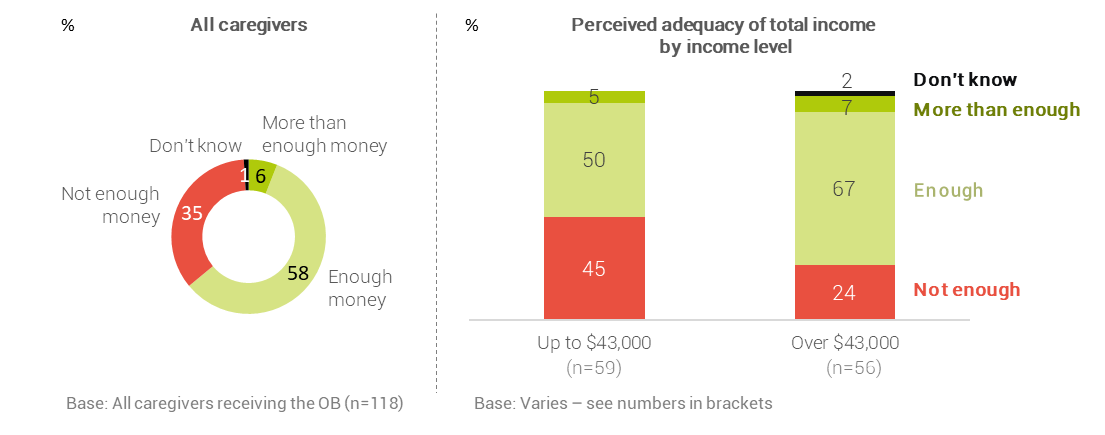 %
All caregivers
Don't know
More than
enough money
1
6
Not enough
money
35
58
Enough
money
Base: All caregivers receiving the OB (n=118)
%
Perceived adequacy of total income
by income level
5
50
45
2
7
67
24
Don't know
More than enough
Enough
Not enough
Up to $43,000
(n=59)
Over $43,000
(n=56)
Base: Varies – see numbers in brackets